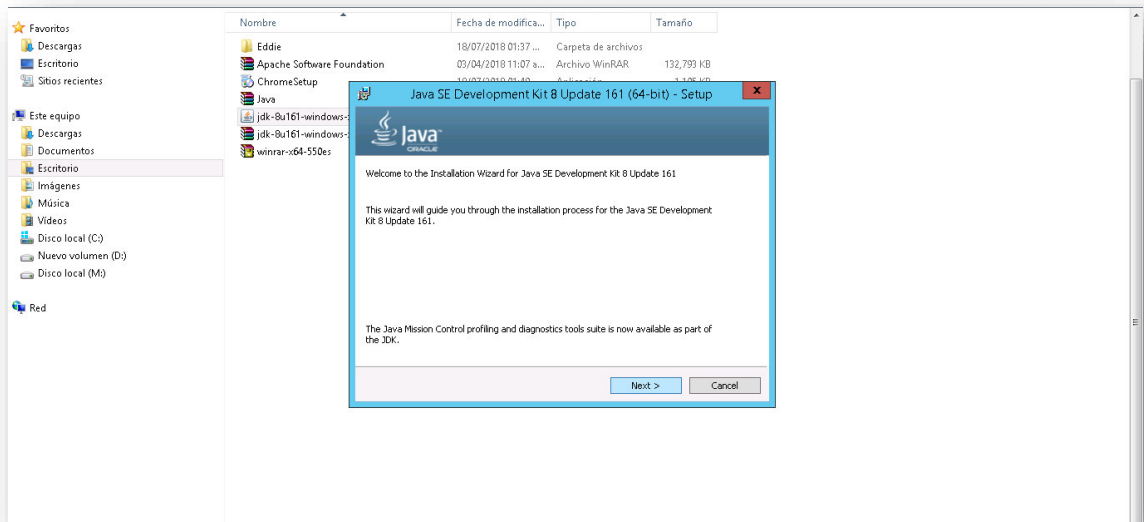 Favoritos
Descargas
Escritorio
Sitios recientes
Este equipo
Descargas
Documentos
Escritorio
Imágenes
Música
Vídeos
Disco local (C:)
Nuevo volumen (D:)
Disco local (M:)
Red
Nombre Fecha de modifica... Tipo Tamaño
Eddie 18/07/2018 01:37 ... Carpeta de archivos
Apache Software Foundation 03/04/2018 11:07 a... Archivo WinRAR 132,793 KB
ChromeSetup
Java
jdk-8u161-windows-
jdk-8u161-windows-
winrar-x64-550es
Java SE Development Kit 8 Update 161 (64-bit) - Setup
x
Java
ORACLE
Welcome to the Installation Wizard for Java SE Development Kit 8 Update 161
This wizard will guide you through the installation process for the Java SE Development
Kit 8 Update 161.
The Java Mission Control profiling and diagnostics tools suite is now available as part of
the JDK.
Next >
Cancel